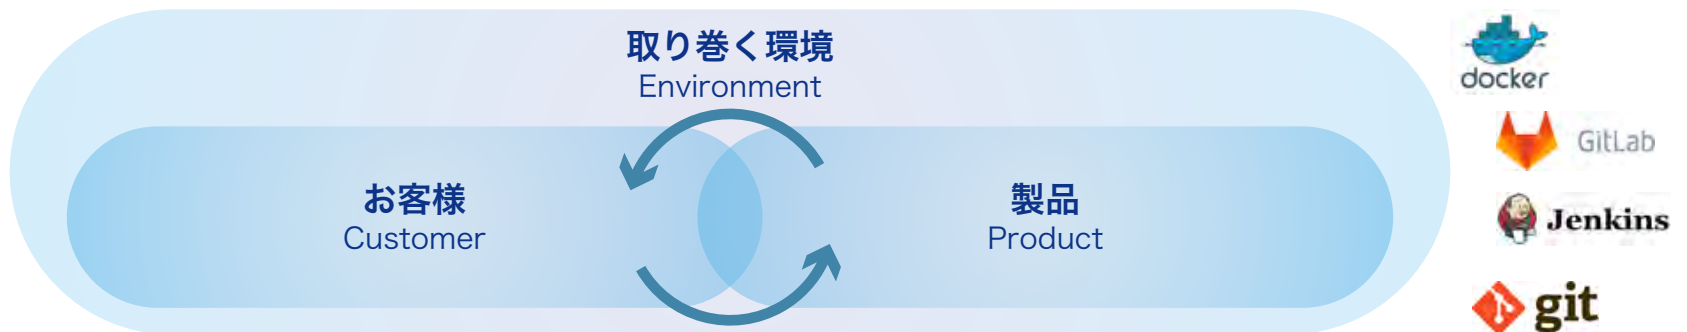 取り巻く環境
Environment
お客様
Customer
製品
Product
docker
GitLab
Jenkins
git